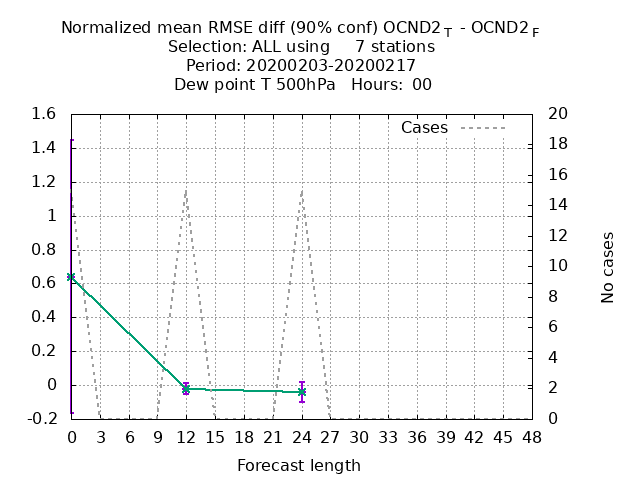 Normalized mean RMSE diff (90% conf) OCND2 T - OCND2 F
Selection: ALL using 7 stations
Period: 20200203-20200217
Dew point T 500hPa Hours: 00
Cases
1.6
1.4
1.2
1
0.8
0.6
0.4
0.2
0
-0.2
20
18
16
14
12
10
8
6
4
2
0
No cases
0 3 6 9 12 15 18 21 24 27 30 33 36 39 42 45 48
Forecast length